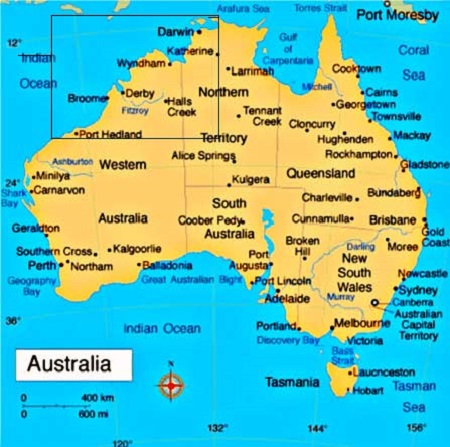 Arafura Sea
Torres Strait
Port Moresby
Darwin
Katherine
Gulf
of
Carpentaria
12°
Indian
Ocean
Coral
Sea
Wyndham
Larrimah
Cooktown
Derby
Broome
Halls
Creek
Fitzroy
Northern
Mitchell
Cairns
Georgetown
Townsville
Tennant
Creek
Cloncurry
Port Hedland
Territory
Hughenden
Mackay
Rockhampton
Alice Springs
Western
Ashburton
Gladstone
Minilya
24°
Carnarvon
Shark
Bay
Kulgera
Queensland
Bundaberg
Charleville
South
Australia
Coober Pedy
Australia
Cunnamulla
Brisbane
Gold
Coast
Geraldton
Kalgoorlie
Southern Cross
Broken
Hill
Darling
Moree
Perth
Northam
Balladonia
Port
Augusta
New
South
Wales
Newcastle
Geography
Bay
Great Australian Bight
Port Lincoln
Adelaide
Murray
Sydney
Canberra
Australian
Capital
Territory
36°
Indian Ocean
Portland
Melbourne
Discovery Bay
Victoria
Bass
Strait
Australia
N
Tasmania
Launcneston
Hobart
Tasman
Sea
0 800 km
0 600 mi
120°
132°
144°
156°